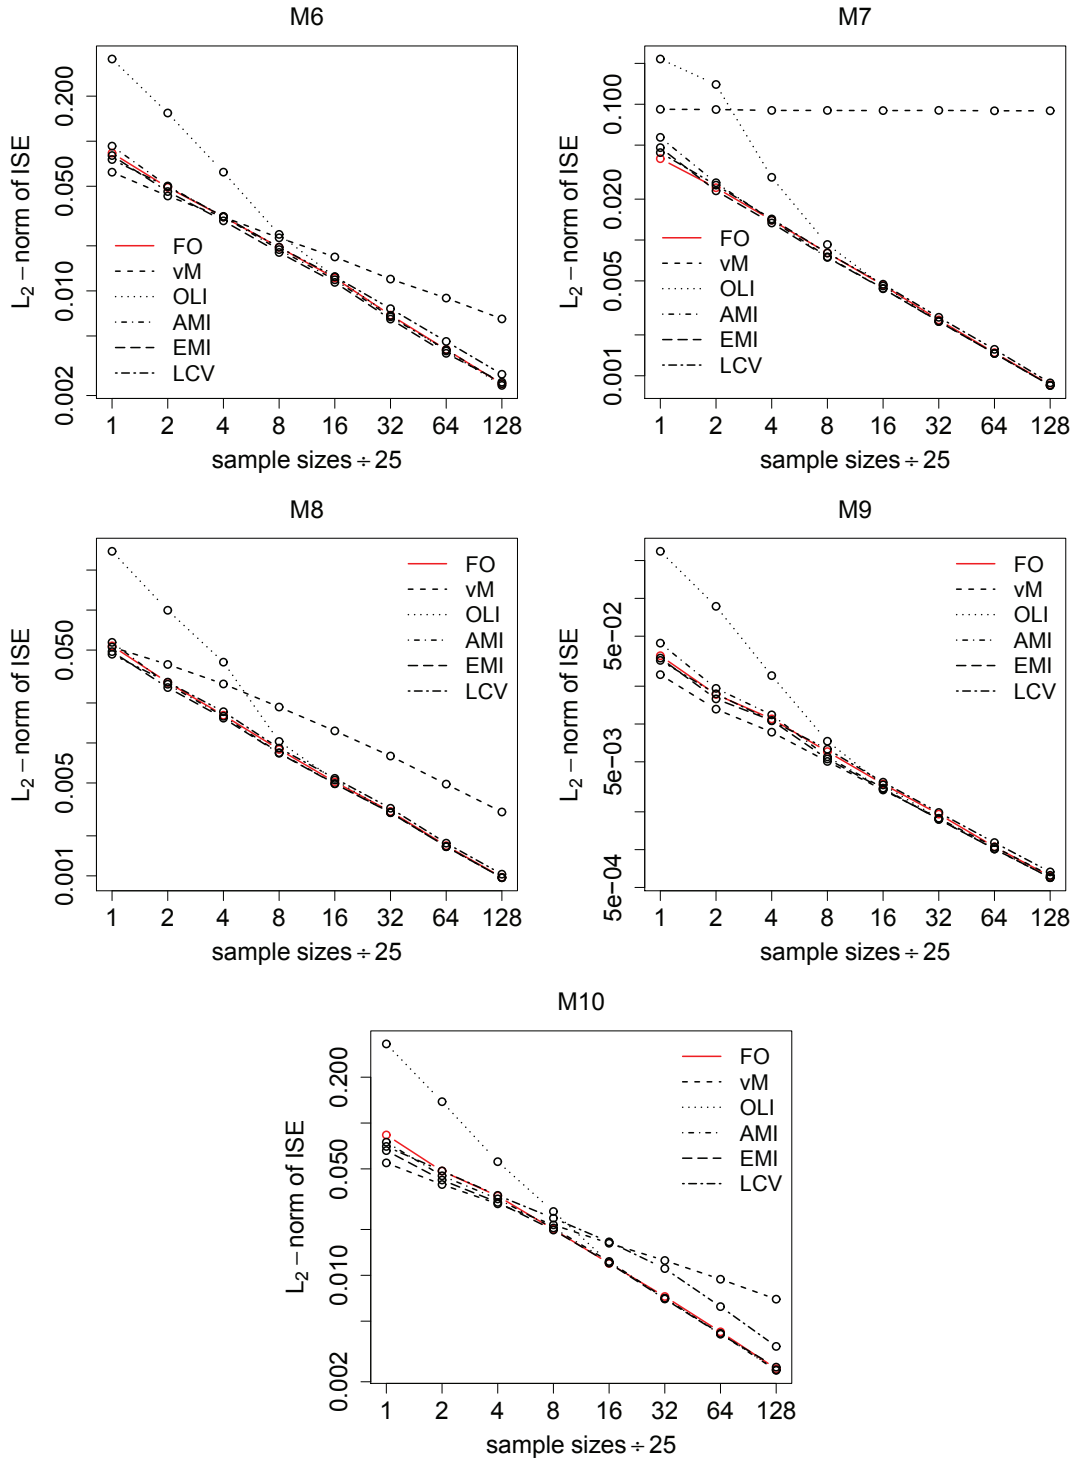 M6
L2 − norm of ISE
0.200
0.050
0.010
0.002
FO
vM
OLI
AMI
EMI
LCV
1 2 4 8 16 32 64 128
sample sizes ÷ 25
M7
L2 − norm of ISE
0.100
0.020
0.005
0.001
FO
vM
OLI
AMI
EMI
LCV
1 2 4 8 16 32 64 128
sample sizes ÷ 25
M8
L2 − norm of ISE
0.050
0.005
0.001
FO
vM
OLI
AMI
EMI
LCV
1 2 4 8 16 32 64 128
sample sizes ÷ 25
M9
L2 − norm of ISE
5e−02
5e−03
5e−04
FO
vM
OLI
AMI
EMI
LCV
1 2 4 8 16 32 64 128
sample sizes ÷ 25
M10
L2 − norm of ISE
0.200
0.050
0.010
0.002
FO
vM
OLI
AMI
EMI
LCV
1 2 4 8 16 32 64 128
sample sizes ÷ 25